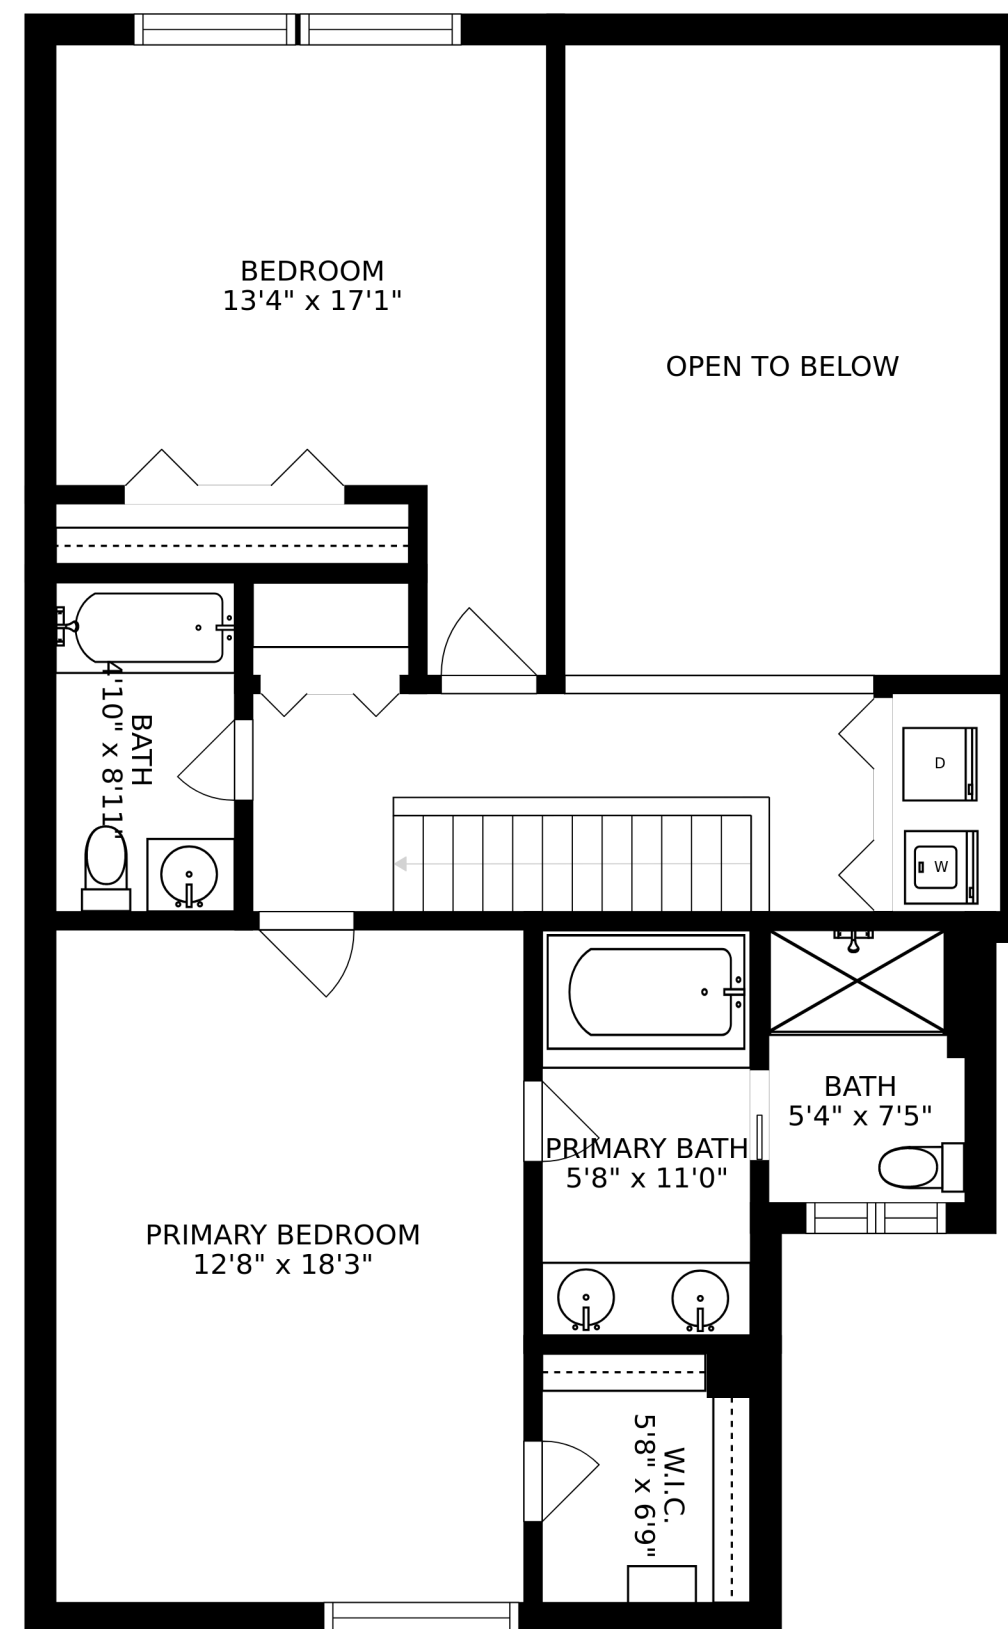 BEDROOM
13'4" x 17'1"
OPEN TO BELOW
BATH
4'10" x 8'11"
D
W
BATH
5'4" x 7'5"
PRIMARY BATH
5'8" x 11'0"
PRIMARY BEDROOM
12'8" x 18'3"
W.I.C.
5'8" x 6'9"